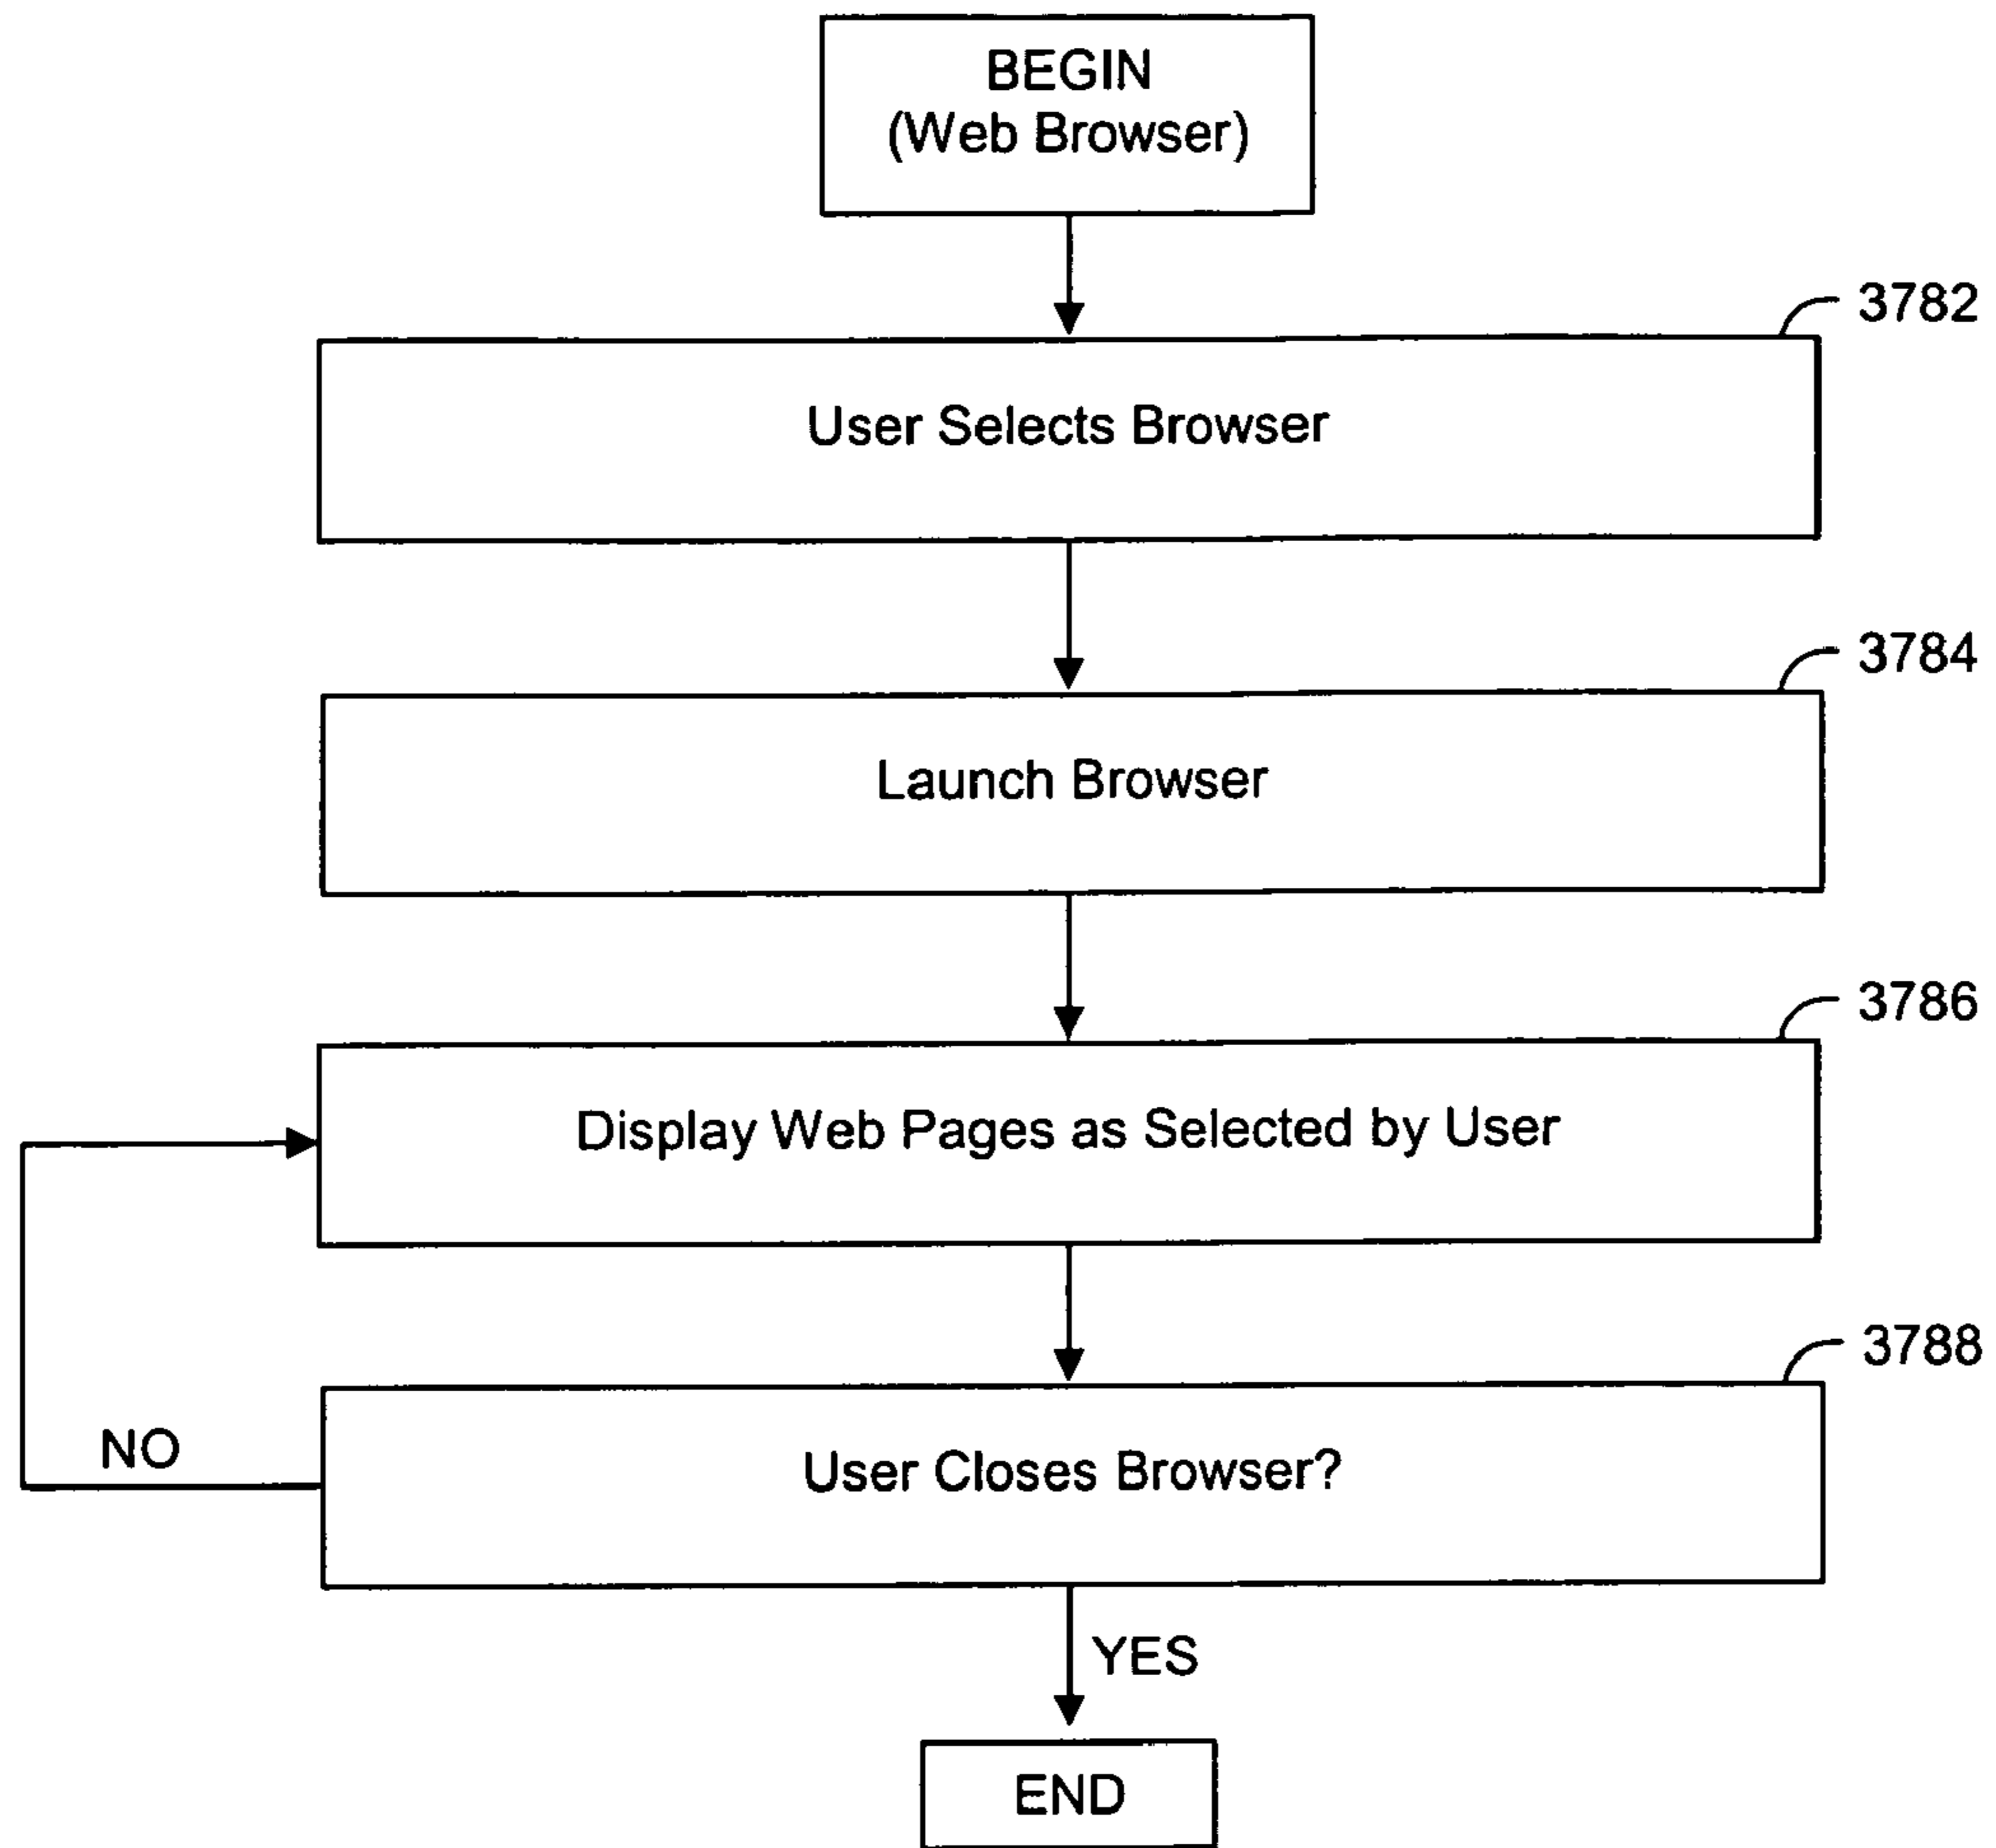 BEGIN
(Web Browser)
3782
User Selects Browser
3784
Launch Browser
3786
Display Web Pages as Selected by User
3788
User Closes Browser?
NO
YES
END